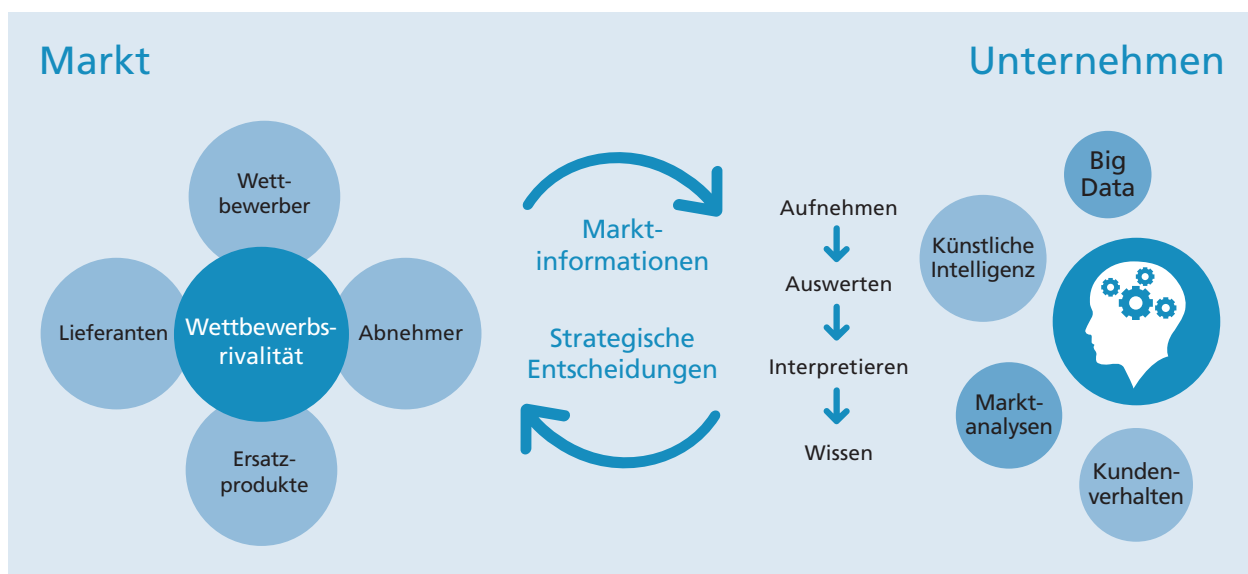 Markt
Unternehmen
Wett-
bewerber
Lieferanten
Wettbewerbs-
rivalität
Abnehmer
Ersatz-
produkte
Markt-
informationen
Strategische
Entscheidungen
Aufnehmen
Auswerten
Interpretieren
Wissen
Big
Data
Künstliche
Intelligenz
Markt-
analysen
Kunden-
verhalten